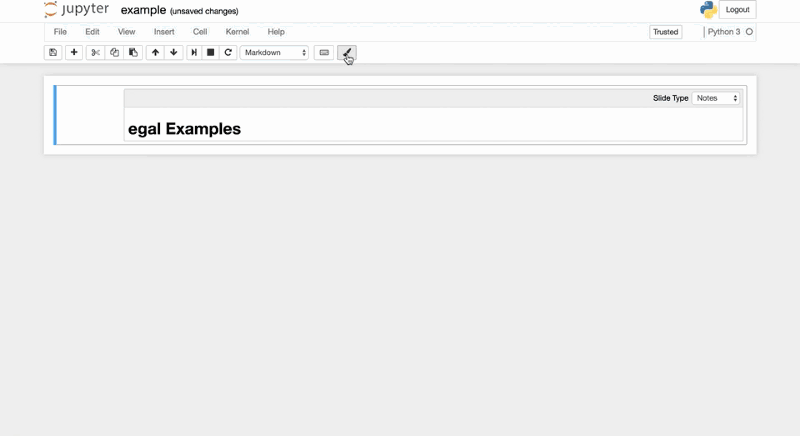 jupyter example (unsaved changes) Logout
File Edit View Insert Cell Kernel Help Trusted Python 3
Markdown
Slide Type Notes
egal Examples